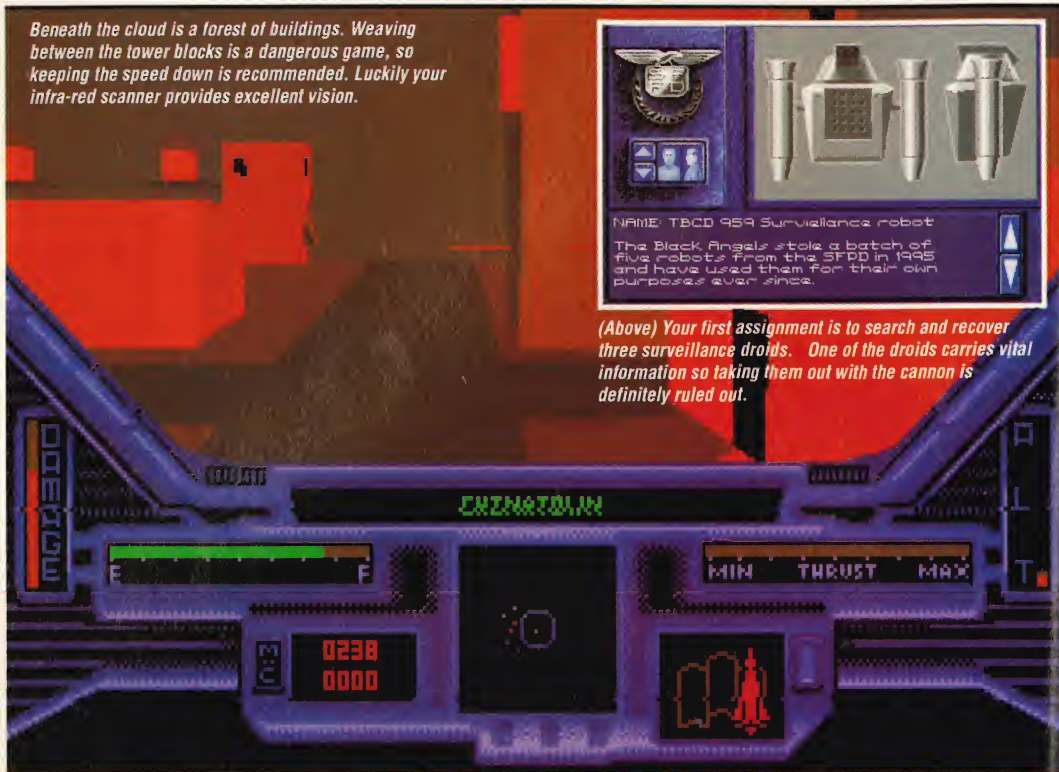 Beneath the cloud is a forest of buildings. Weaving
between the tower blocks is a dangerous game, so
keeping the speed down is recommended. Luckily your
infra-red scanner provides excellent vision.
NAME: TBCD 959 Surviellance robot
The Black Angels stole a batch of
five robots from the SFPD in 1995
and have used them for their own
purposes ever since.
(Above) Your first assignment is to search and recover
three surveillance droids. One of the droids carries vital
information so taking them out with the cannon is
definitely ruled out.
DAMAGE
ALT
CHINATOWN
E F
MIN THRUST MAX
0238
0000